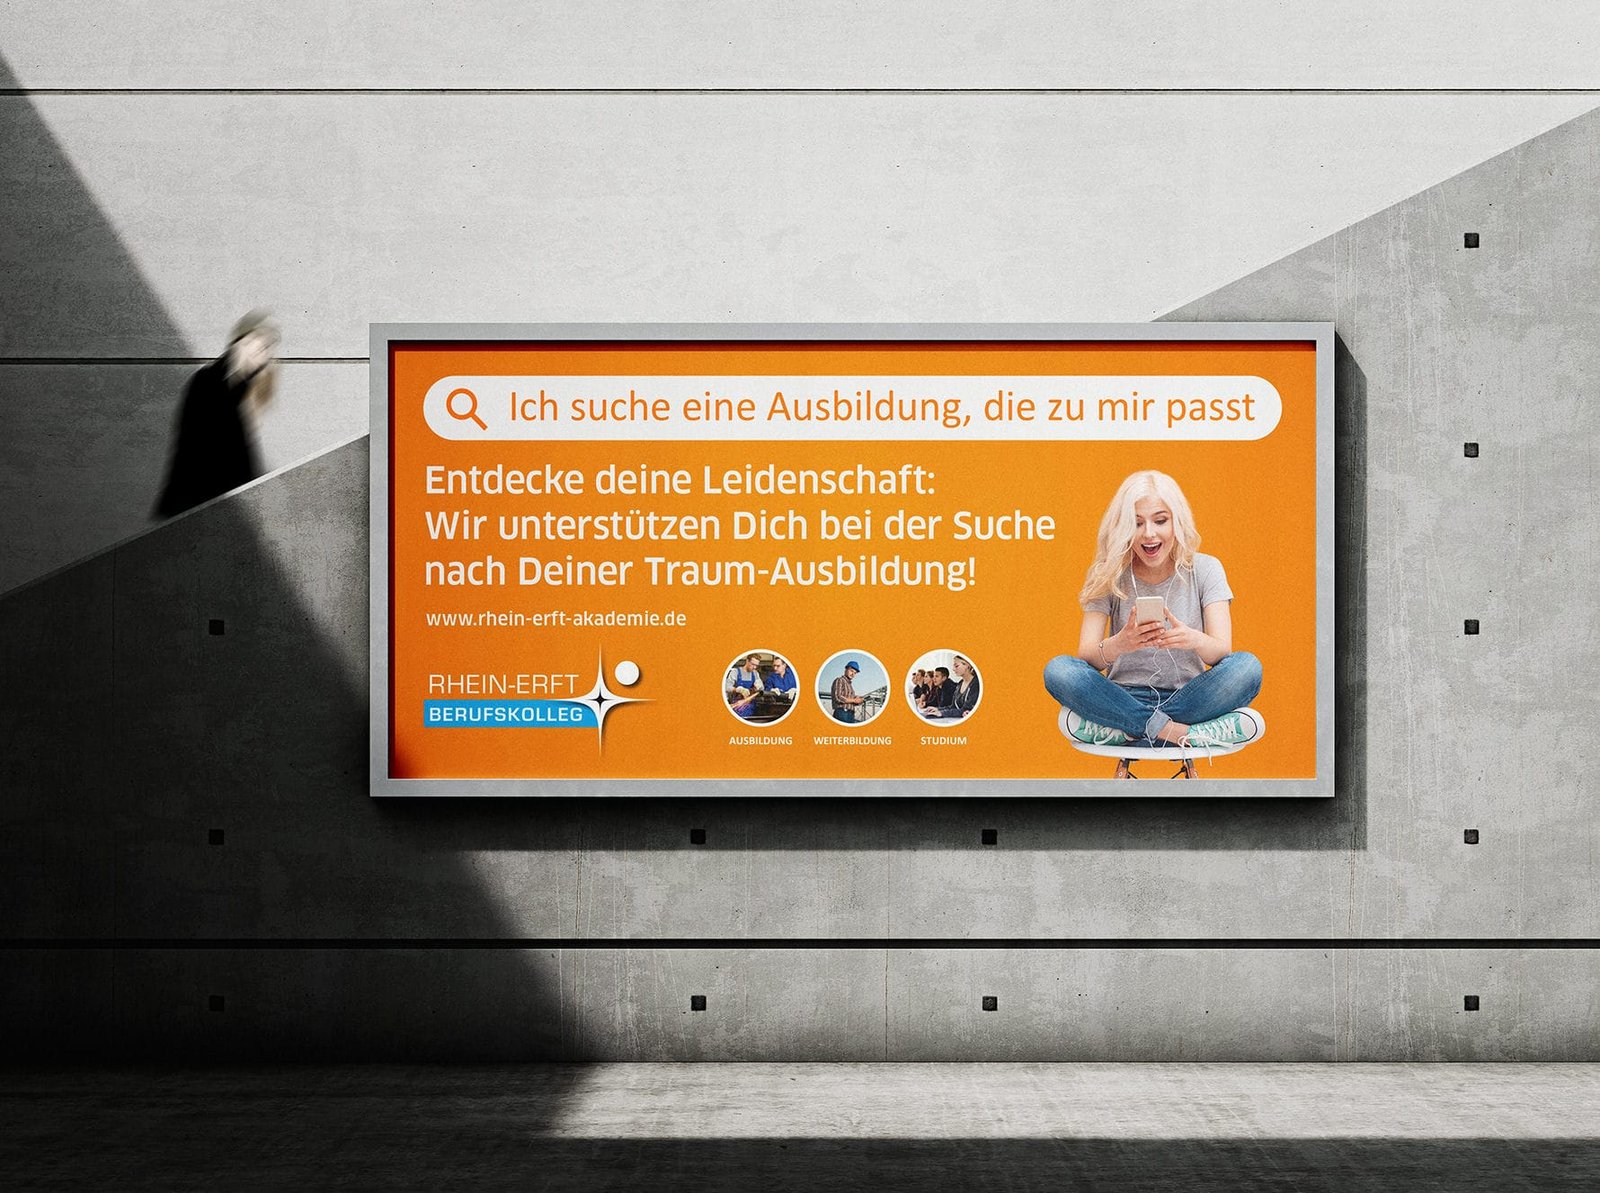 Ich suche eine Ausbildung, die zu mir passt
Entdecke deine Leidenschaft:
Wir unterstützen Dich bei der Suche
nach Deiner Traum-Ausbildung!
www.rhein-erft-akademie.de
RHEIN-ERFT
BERUFSKOLLEG
AUSBILDUNG WEITERBILDUNG STUDIUM